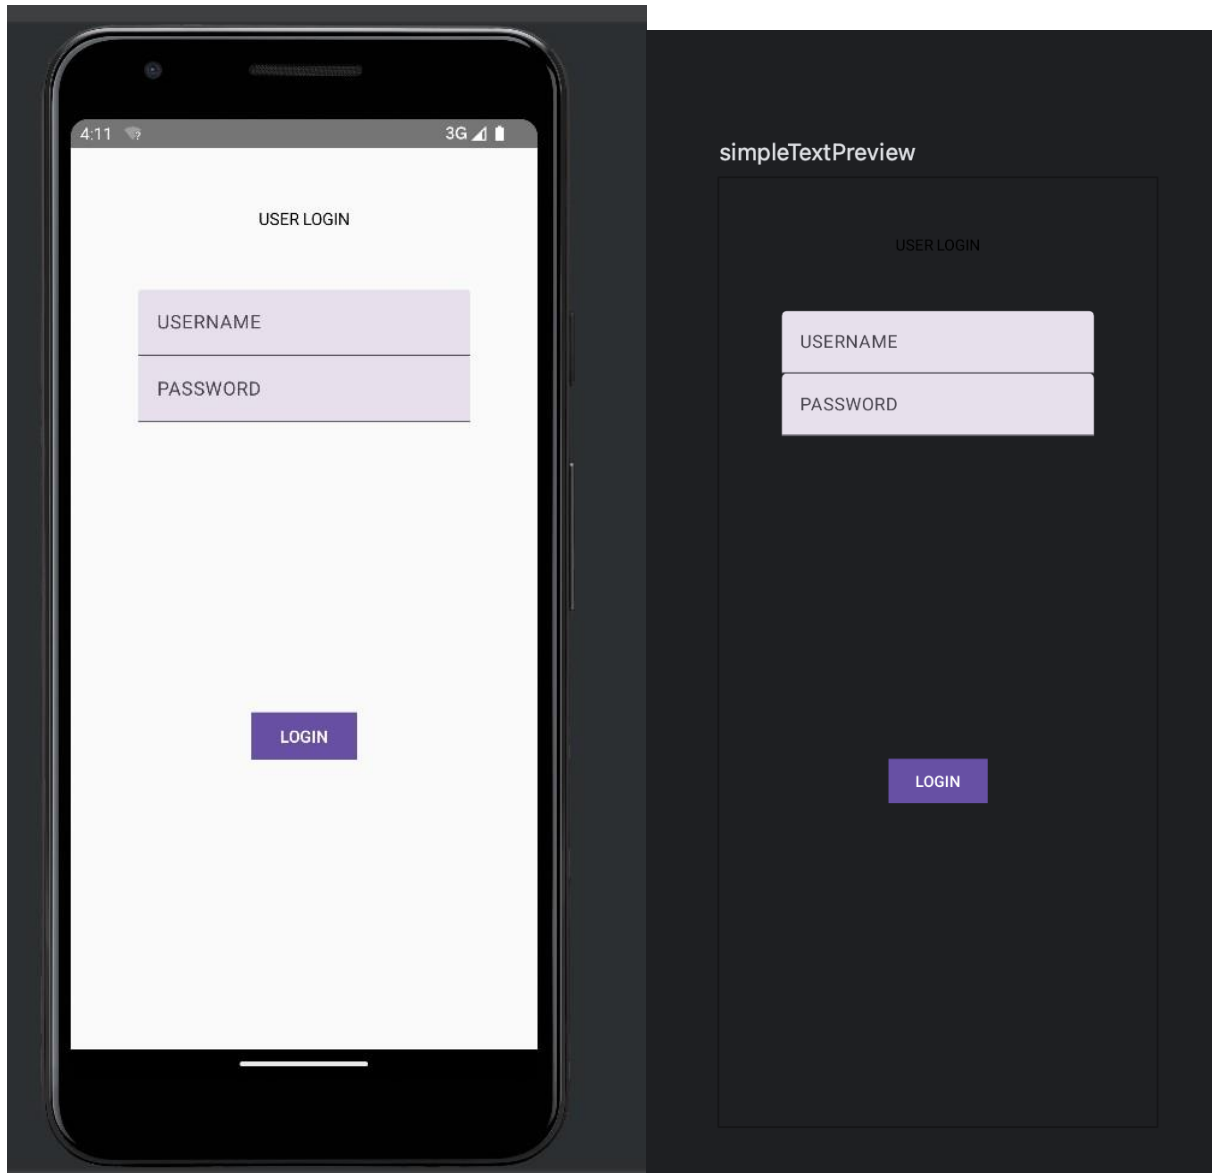 4:11
3G
USER LOGIN
USERNAME
PASSWORD
LOGIN
simpleTextPreview
USER LOGIN
USERNAME
PASSWORD
LOGIN